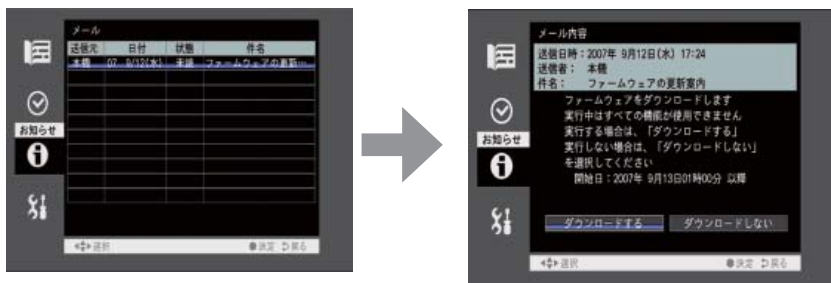 メール
送信元 日付 状態 件名
本機 07 9/12(水) 未読 ファームウェアの更新…
お知らせ
選択 決定 戻る
メール内容
送信日時：2007年 9月12日(水) 17:24
送信者： 本機
件名： ファームウェアの更新案内
ファームウェアをダウンロードします
実行中はすべての機能が使用できません
実行する場合は、「ダウンロードする」
実行しない場合は、「ダウンロードしない」
を選択してください
開始日：2007年 9月13日01時00分 以降
お知らせ
ダウンロードする ダウンロードしない
選択 決定 戻る